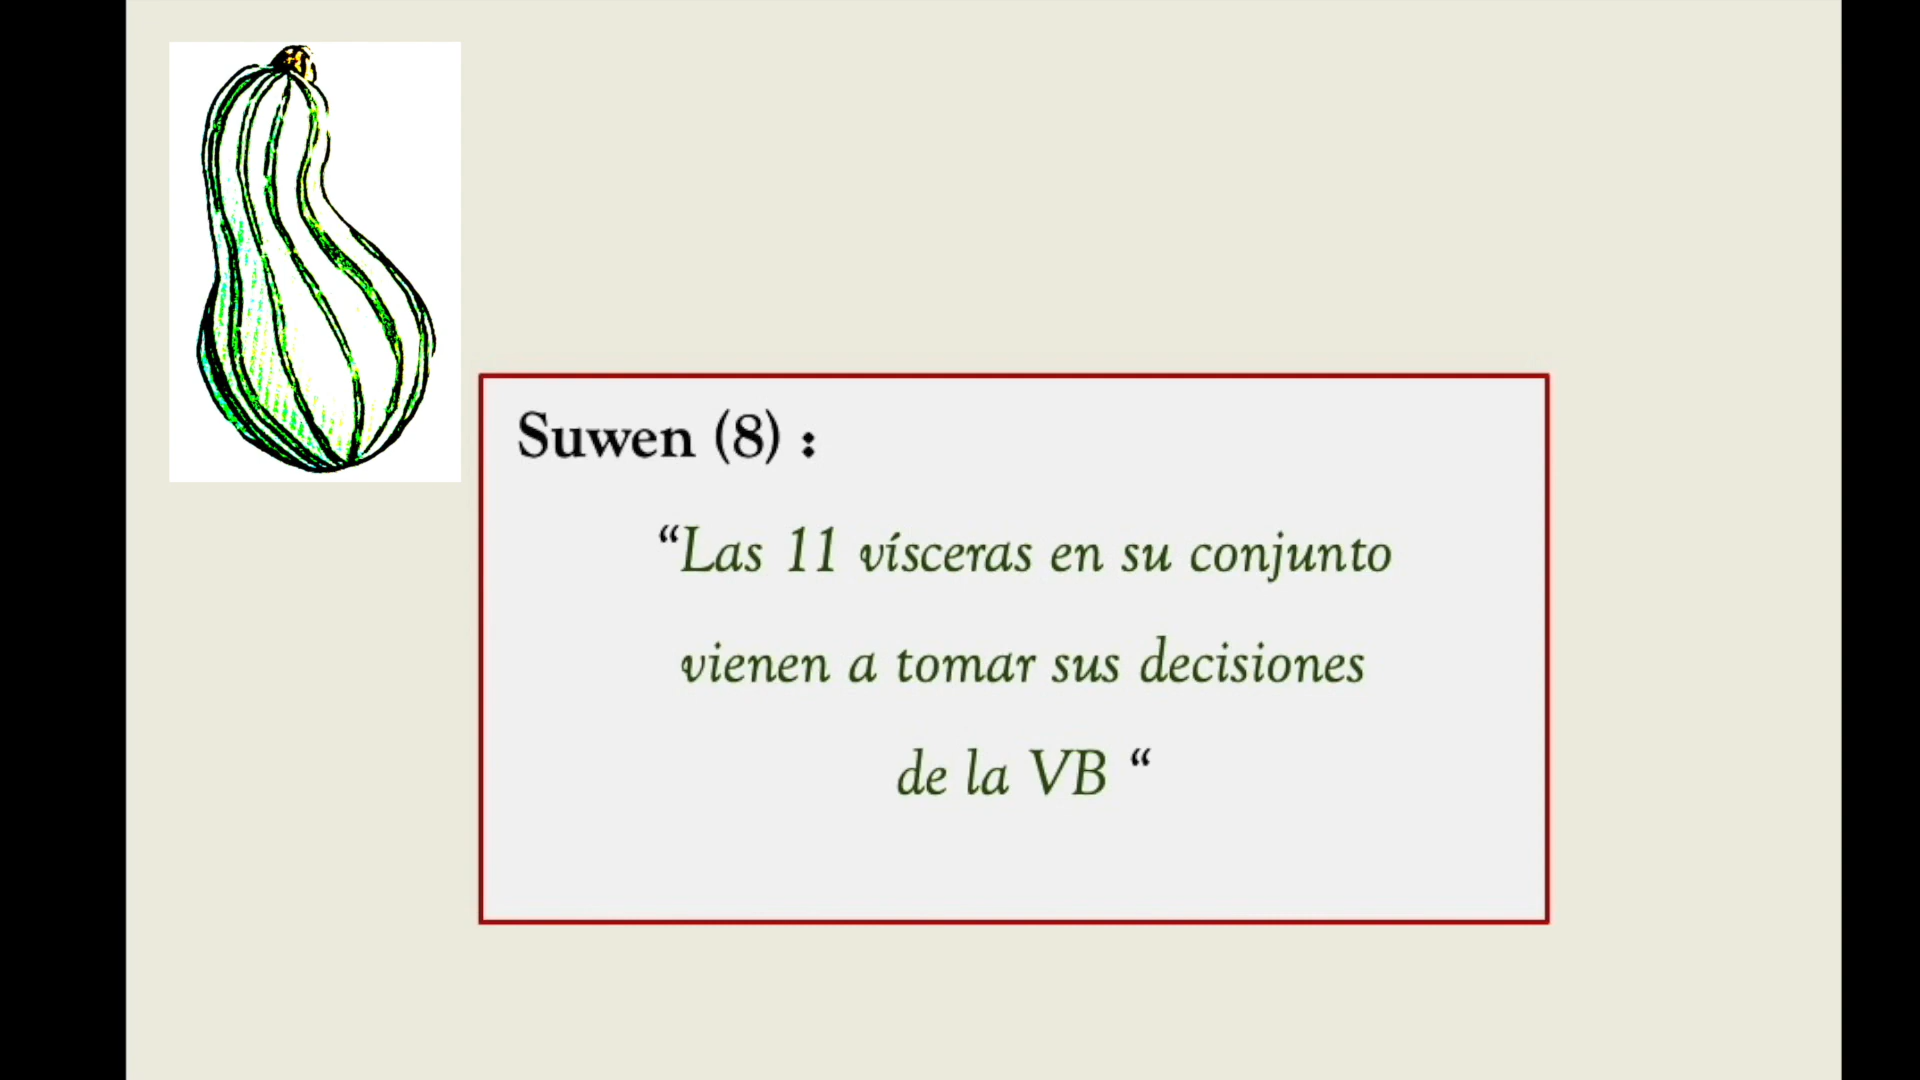 Suwen (8) :
“Las 11 vísceras en su conjunto
vienen a tomar sus decisiones
de la VB “